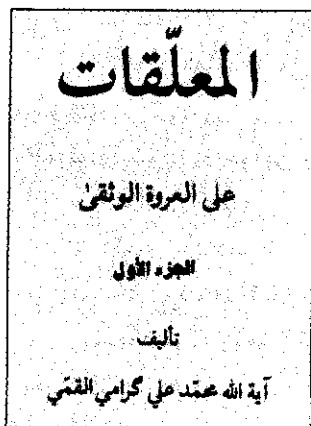 المعلّقات
على العروة الوثقىٰ
الجزء الأول
تأليف
آية الله محمّد علي گرامي القمّي